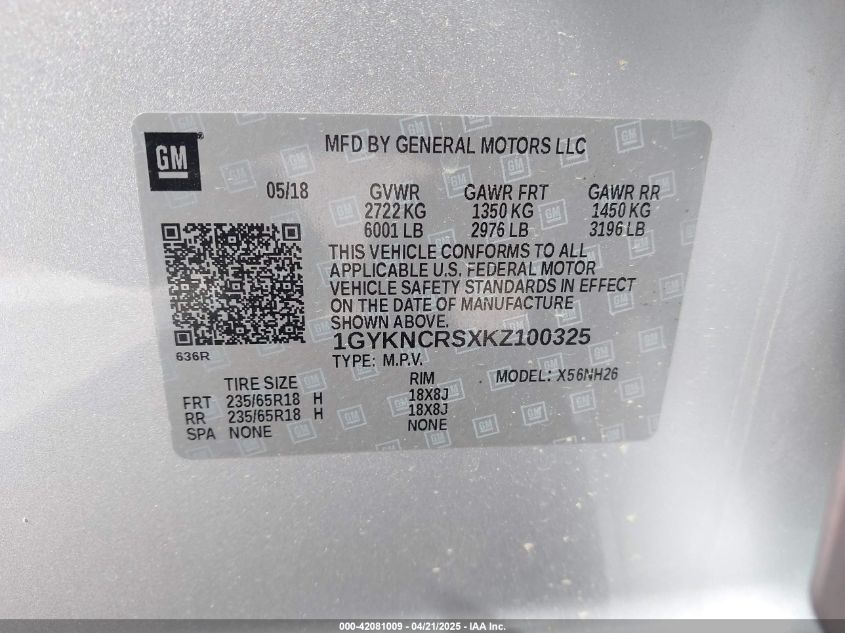 GM
MFD BY GENERAL MOTORS LLC
05/18 GVWR GAWR FRT GAWR RR
2722 KG 1350 KG 1450 KG
6001 LB 2976 LB 3196 LB
THIS VEHICLE CONFORMS TO ALL
APPLICABLE U.S. FEDERAL MOTOR
VEHICLE SAFETY STANDARDS IN EFFECT
ON THE DATE OF MANUFACTURE
SHOWN ABOVE.
1GYKNCRSXKZ100325
636R
TYPE: M.P.V.
TIRE SIZE RIM MODEL: X56NH26
FRT 235/65R18 H 18X8J
RR 235/65R18 H 18X8J
SPA NONE NONE
000-42081009 - 04/21/2025 - IAA Inc.